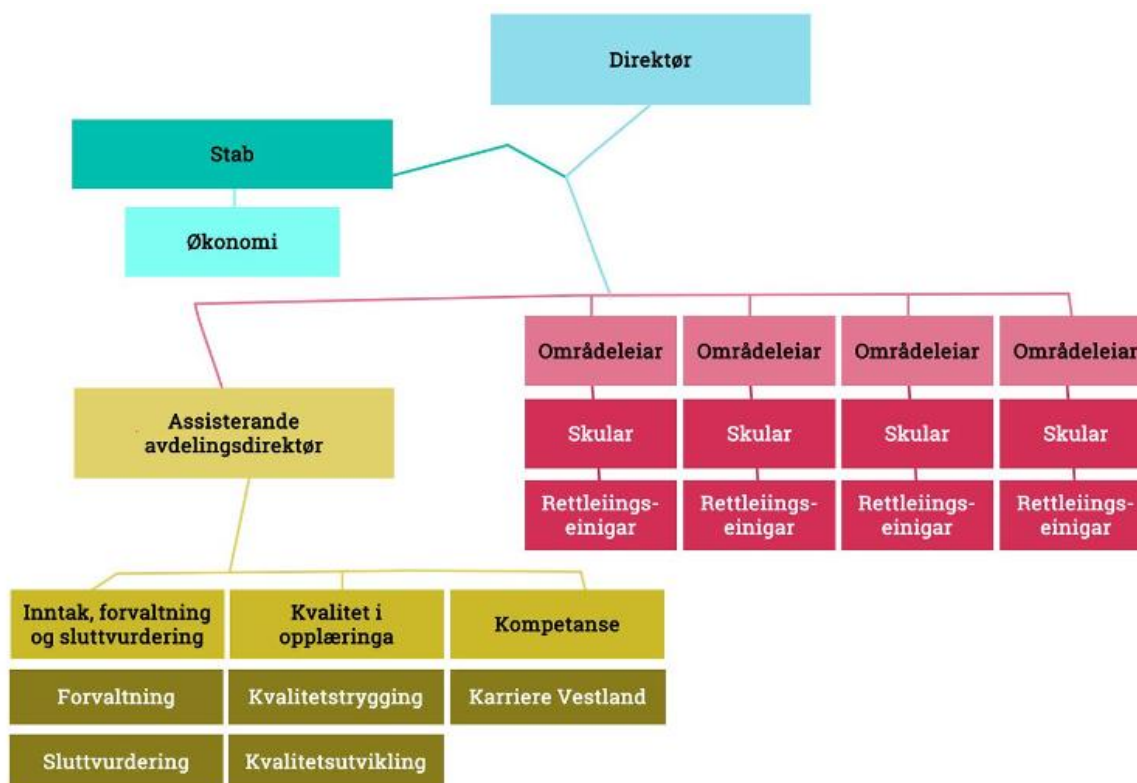 Direktør
Stab
Økonomi
Områdeleiar
Områdeleiar
Områdeleiar
Områdeleiar
Assisterande
avdelingsdirektør
Skular
Skular
Skular
Skular
Rettleiings-
einigar
Rettleiings-
einigar
Rettleiings-
einigar
Rettleiings-
einigar
Inntak, forvaltning
og sluttvurdering
Kvalitet i
opplæringa
Kompetanse
Forvaltning
Kvalitetstrygging
Karriere Vestland
Sluttvurdering
Kvalitetsutvikling